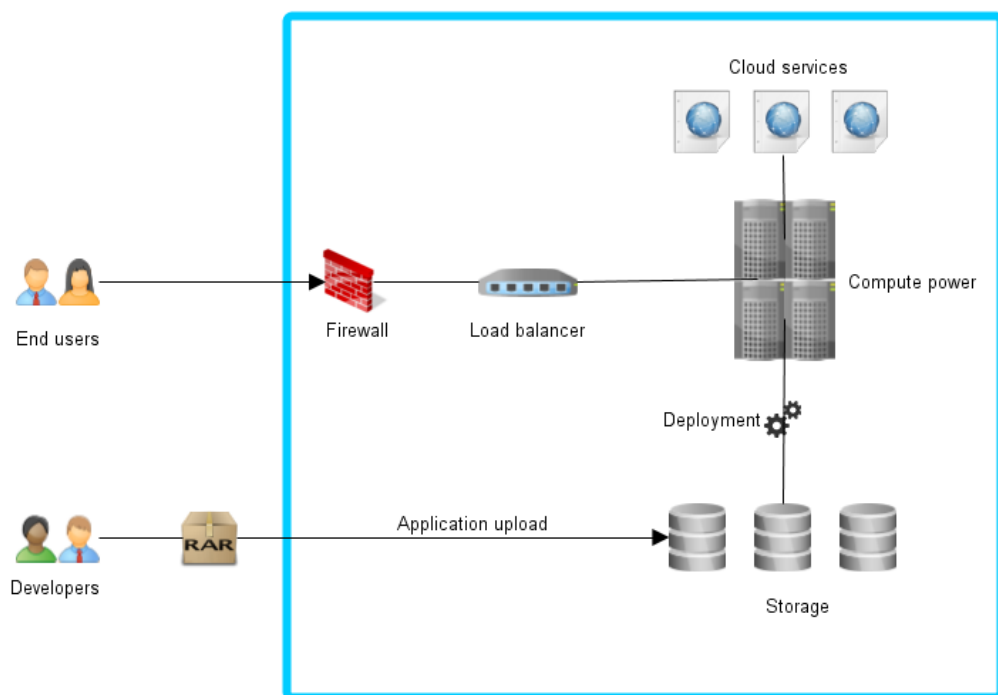 Cloud services
Compute power
End users
Firewall
Load balancer
Deployment
Application upload
RAR
Developers
Storage